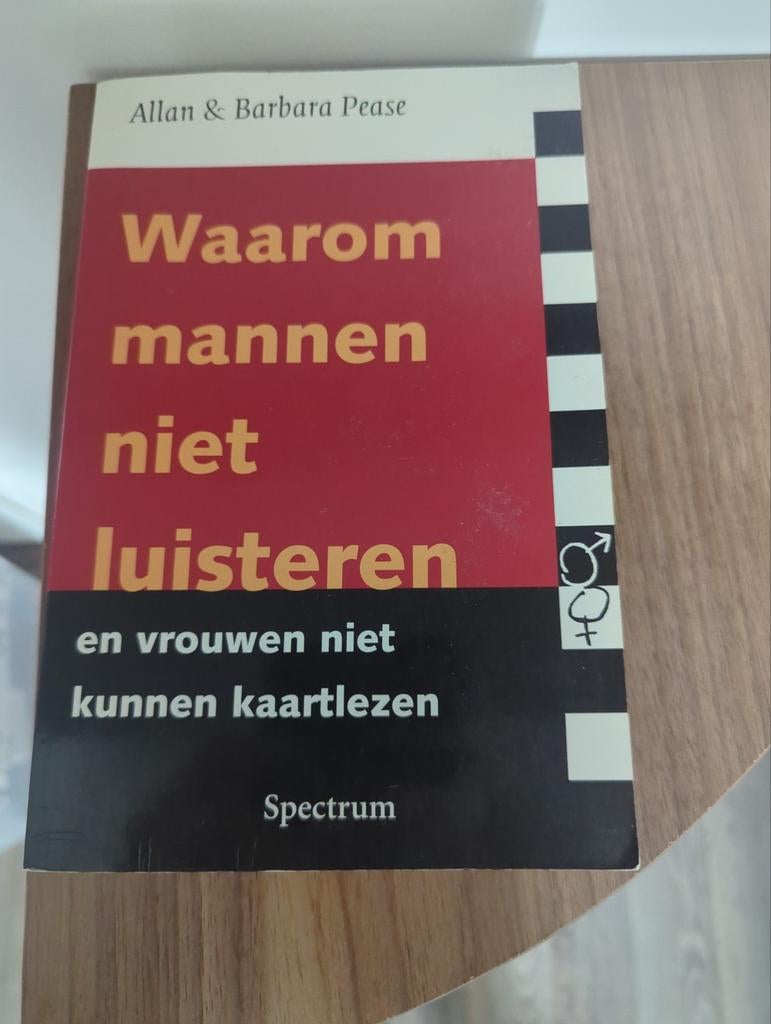 Allan & Barbara Pease
Waarom
mannen
niet
luisteren
en vrouwen niet
kunnen kaartlezen
Spectrum